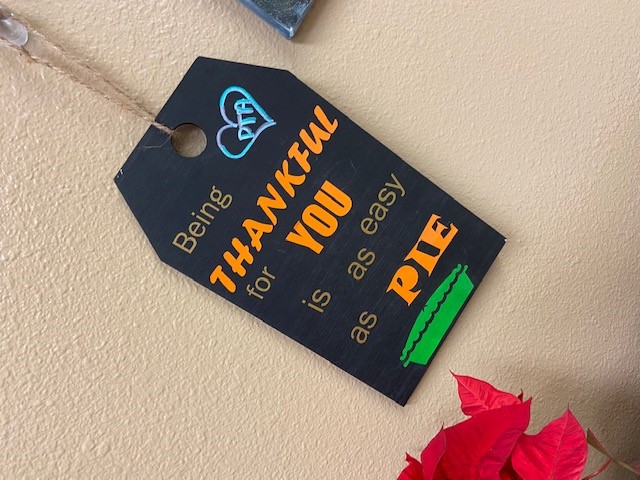 PTA
Being
THANKFUL
for YOU
is as easy
as PIE